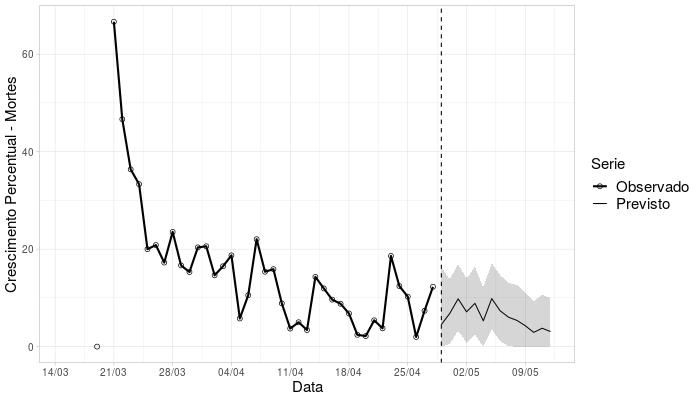 Crescimento Percentual - Mortes
60
40
20
0
14/03
21/03
28/03
04/04
11/04
18/04
25/04
02/05
09/05
Data
Serie
Observado
Previsto